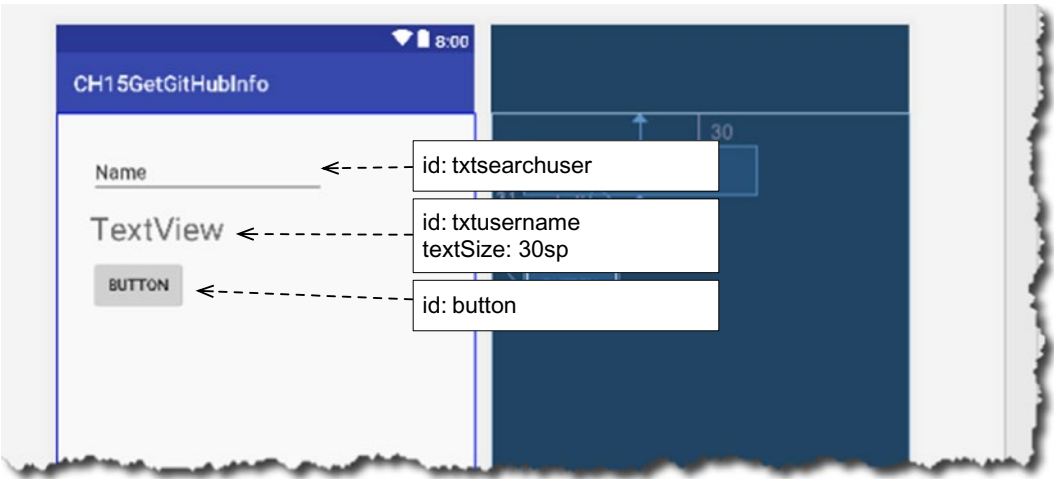 8:00
CH15GetGitHubInfo
30
Name
id: txtsearchuser
TextView
id: txtusername
textSize: 30sp
BUTTON
id: button